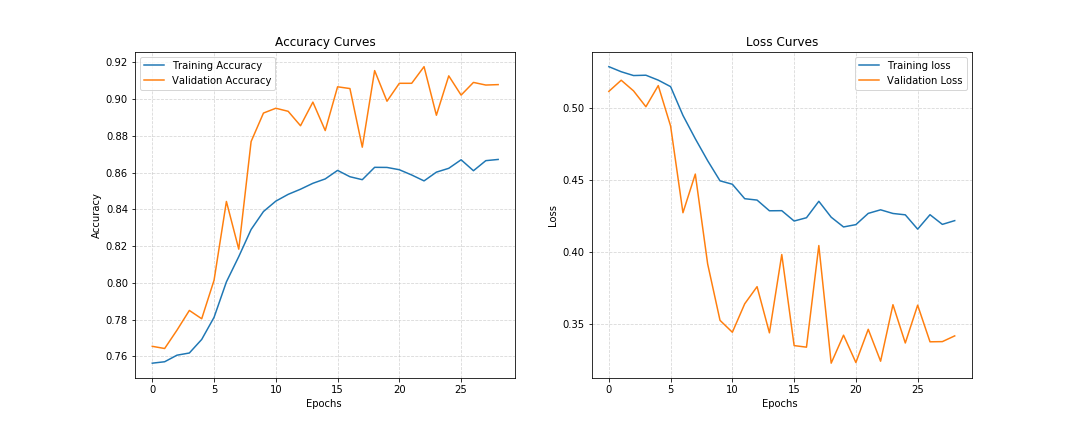 Accuracy Curves
Training Accuracy
Validation Accuracy
0.92
0.90
0.88
0.86
0.84
0.82
0.80
0.78
0.76
Accuracy
0 5 10 15 20 25
Epochs
Loss Curves
Training loss
Validation Loss
0.50
0.45
0.40
0.35
Loss
0 5 10 15 20 25
Epochs